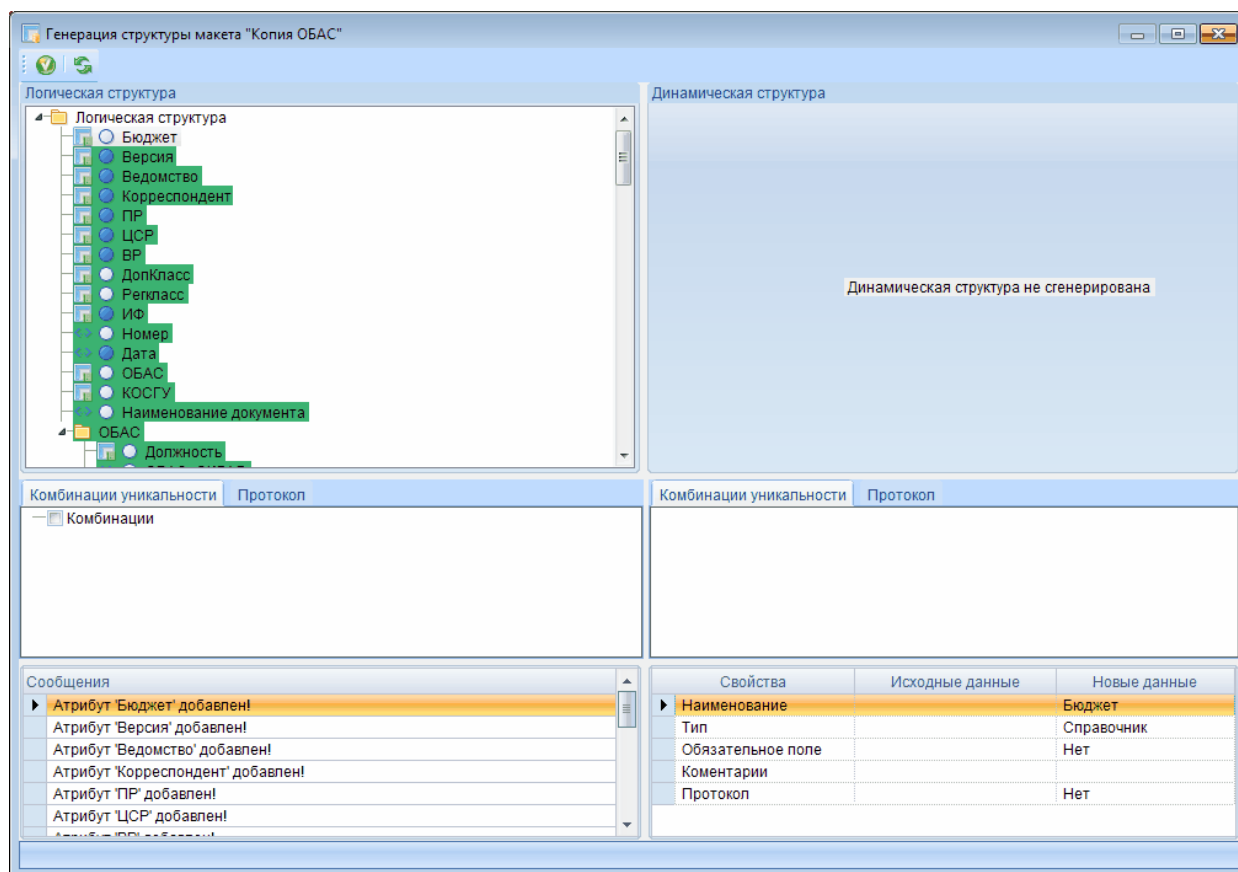 Генерация структуры макета "Копия ОБАС"
Логическая структура
Логическая структура
Бюджет
Версия
Ведомство
Корреспондент
ПР
ЦСР
ВР
ДопКласс
Регкласс
ИФ
Номер
Дата
ОБАС
КОСГУ
Наименование документа
ОБАС
Должность
Динамическая структура
Динамическая структура не сгенерирована
Комбинации уникальности Протокол
Комбинации
Комбинации уникальности Протокол
Сообщения
Атрибут 'Бюджет' добавлен!
Атрибут 'Версия' добавлен!
Атрибут 'Ведомство' добавлен!
Атрибут 'Корреспондент' добавлен!
Атрибут 'ПР' добавлен!
Атрибут 'ЦСР' добавлен!
Свойства Исходные данные Новые данные
Наименование Бюджет
Тип Справочник
Обязательное поле Нет
Коментарии
Протокол Нет